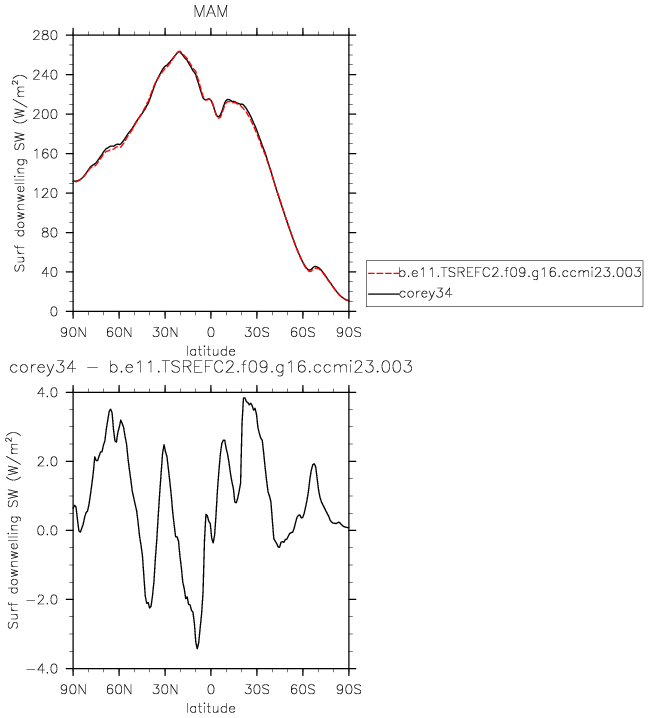 MAM
Surf downwelling SW (W/m²)
280
240
200
160
120
80
40
0
90N 60N 30N 0 30S 60S 90S
latitude
b.e11.TSREFC2.f09.g16.ccmi23.003
corey34
corey34 − b.e11.TSREFC2.f09.g16.ccmi23.003
Surf downwelling SW (W/m²)
4.0
2.0
0.0
−2.0
−4.0
90N 60N 30N 0 30S 60S 90S
latitude